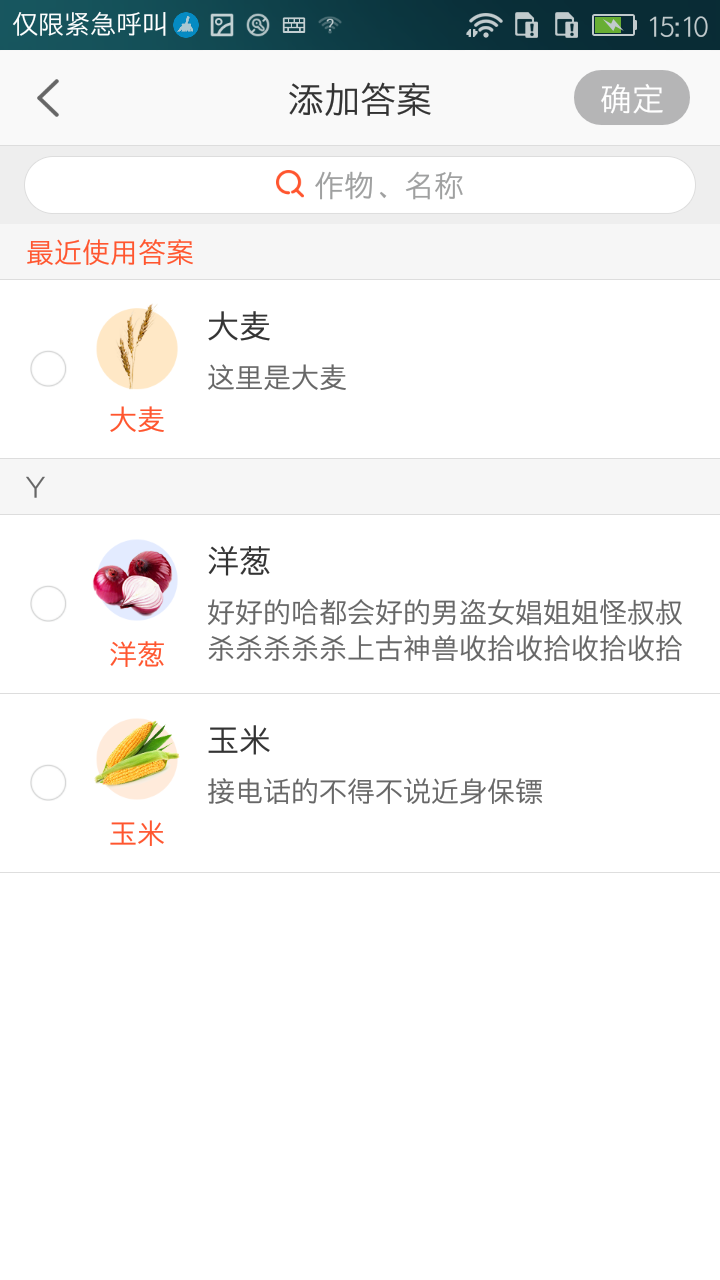 仅限紧急呼叫
15:10
添加答案
确定
作物、名称
最近使用答案
大麦
这里是大麦
大麦
Y
洋葱
好好的哈都会好的男盗女娼姐姐怪叔叔
杀杀杀杀杀上古神兽收拾收拾收拾收拾
洋葱
玉米
接电话的不得不说近身保镖
玉米